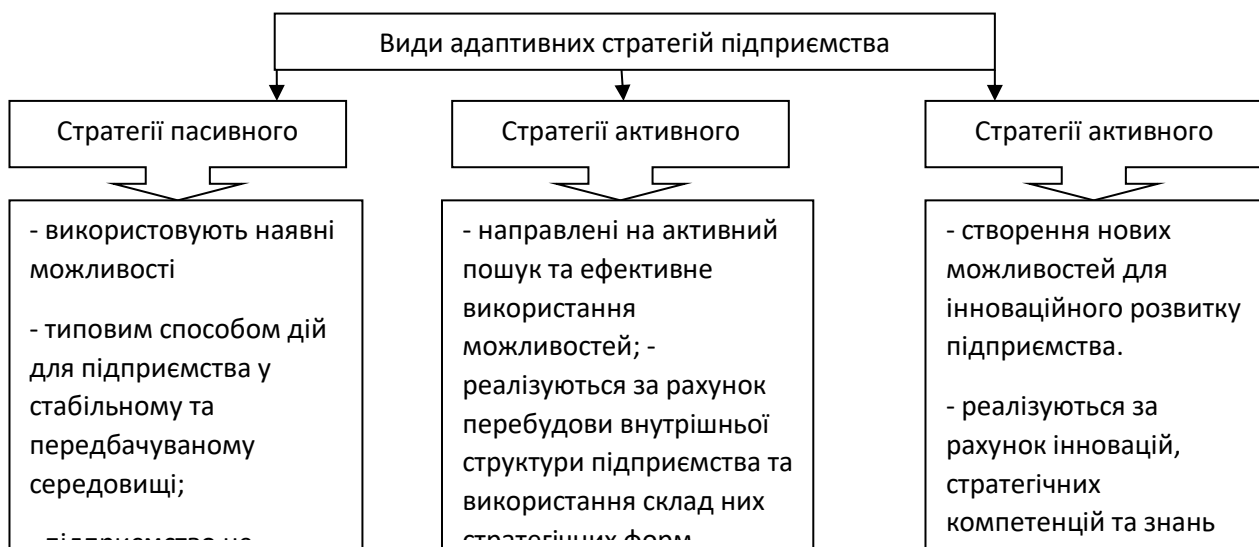 Види адаптивних стратегій підприємства
Стратегії пасивного
Стратегії активного
Стратегії активного
- використовують наявні
можливості
- типовим способом дій
для підприємства у
стабільному та
передбачуваному
середовищі;
- направлені на активний
пошук та ефективне
використання
можливостей; -
реалізуються за рахунок
перебудови внутрішньої
структури підприємства та
використання склад них
стратегічних форм
- створення нових
можливостей для
інноваційного розвитку
підприємства.
- реалізуються за
рахунок інновацій,
стратегічних
компетенцій та знань